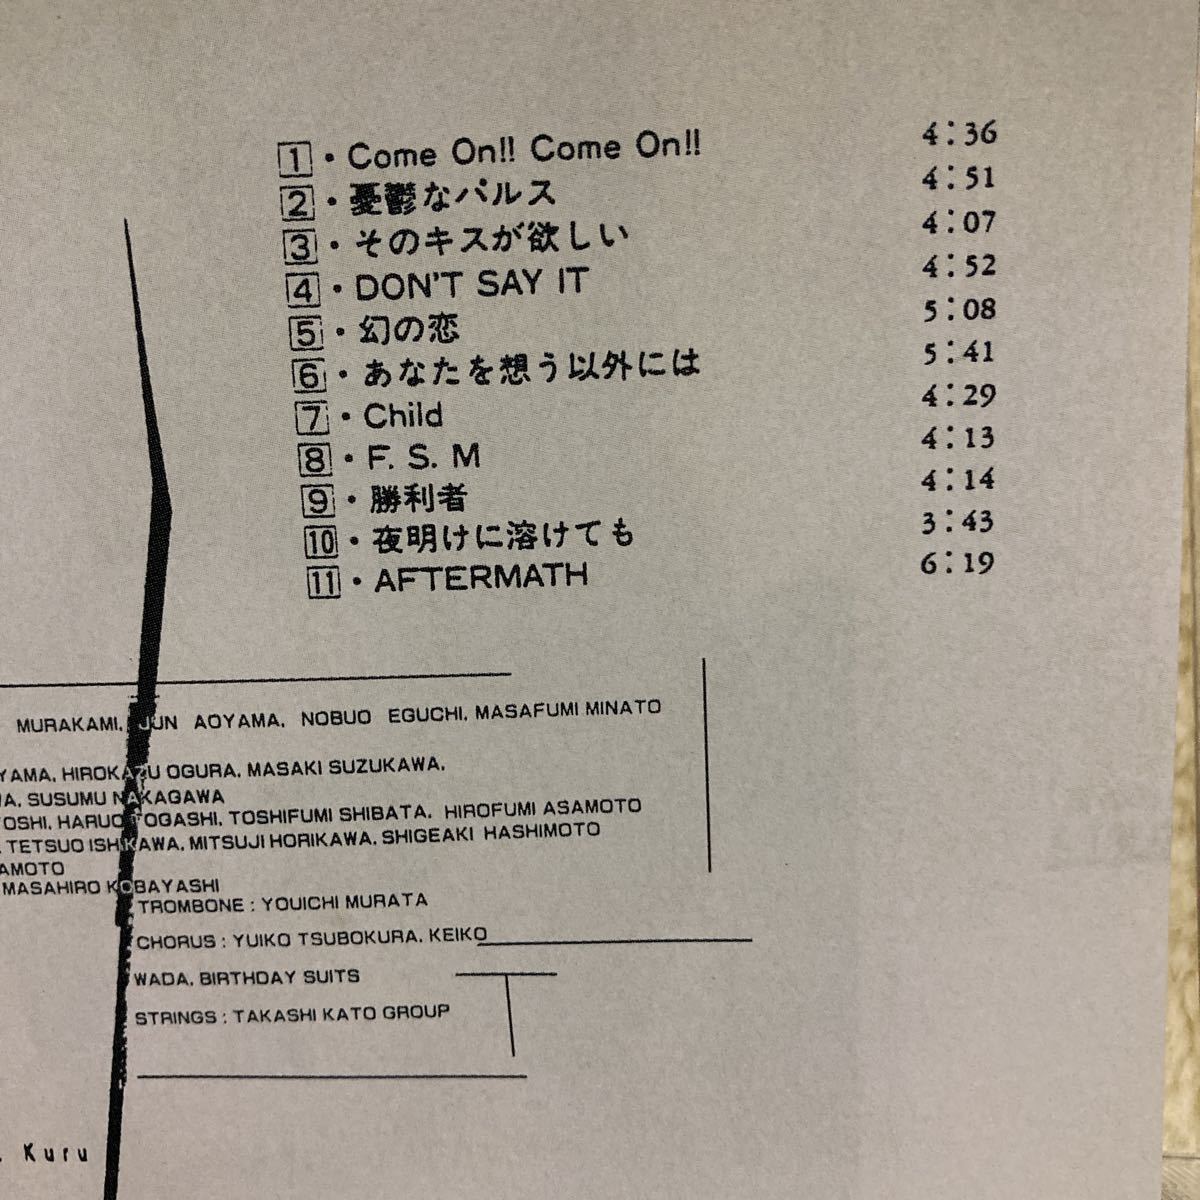 1・Come On!! Come On!! 4:36
2・憂鬱なパルス 4:51
3・そのキスが欲しい 4:07
4・DON'T SAY IT 4:52
5・幻の恋 5:08
6・あなたを想う以外には 5:41
7・Child 4:29
8・F. S. M 4:13
9・勝利者 4:14
10・夜明けに溶けても 3:43
11・AFTERMATH 6:19
MURAKAMI. JUN AOYAMA. NOBUO EGUCHI. MASAFUMI MINATO
YAMA. HIROKAZU OGURA. MASAKI SUZUKAWA.
A. SUSUMU NAKAGAWA
OSHI. HARUO TOGASHI. TOSHIFUMI SHIBATA. HIROFUMI ASAMOTO
. TETSUO ISHIKAWA. MITSUJI HORIKAWA. SHIGEAKI HASHIMOTO
AMOTO
MASAHIRO KOBAYASHI
TROMBONE : YOUICHI MURATA
CHORUS : YUIKO TSUBOKURA. KEIKO
WADA. BIRTHDAY SUITS
STRINGS : TAKASHI KATO GROUP
. Kuru